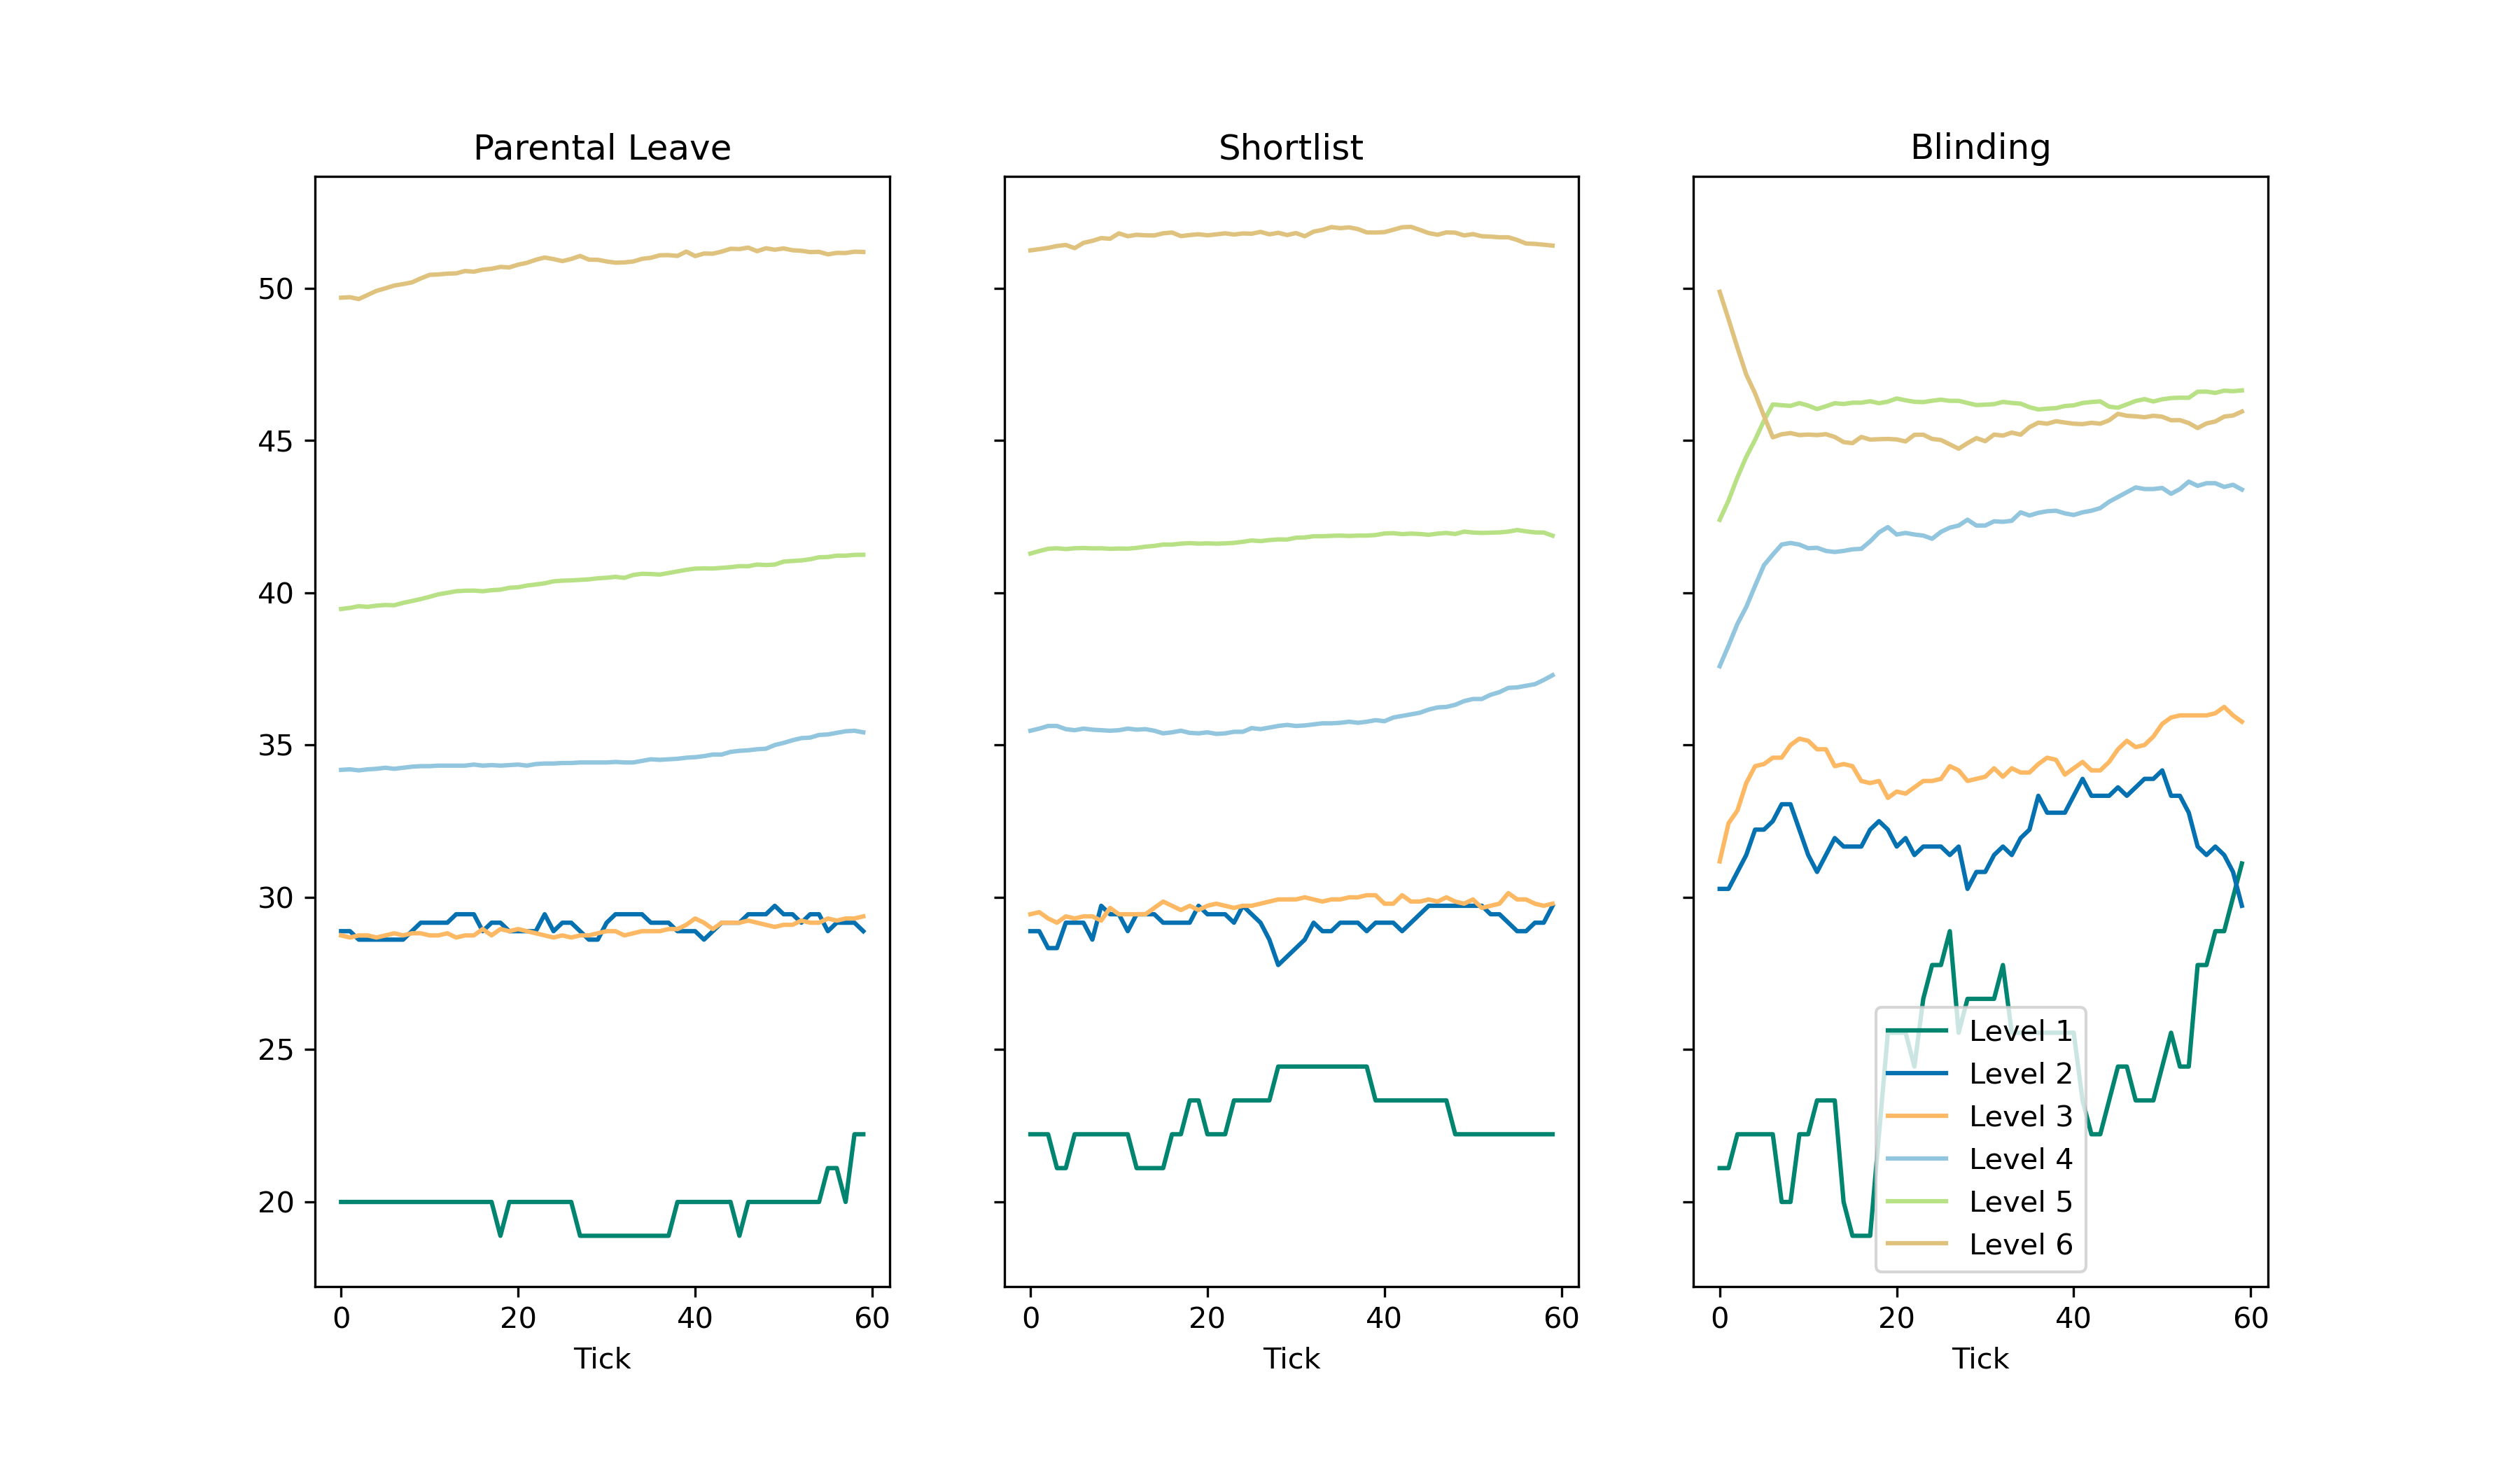 Parental Leave
Shortlist
Blinding
50
45
40
35
30
25
20
0 20 40 60
0 20 40 60
0 20 40 60
Tick
Tick
Tick
Level 1
Level 2
Level 3
Level 4
Level 5
Level 6